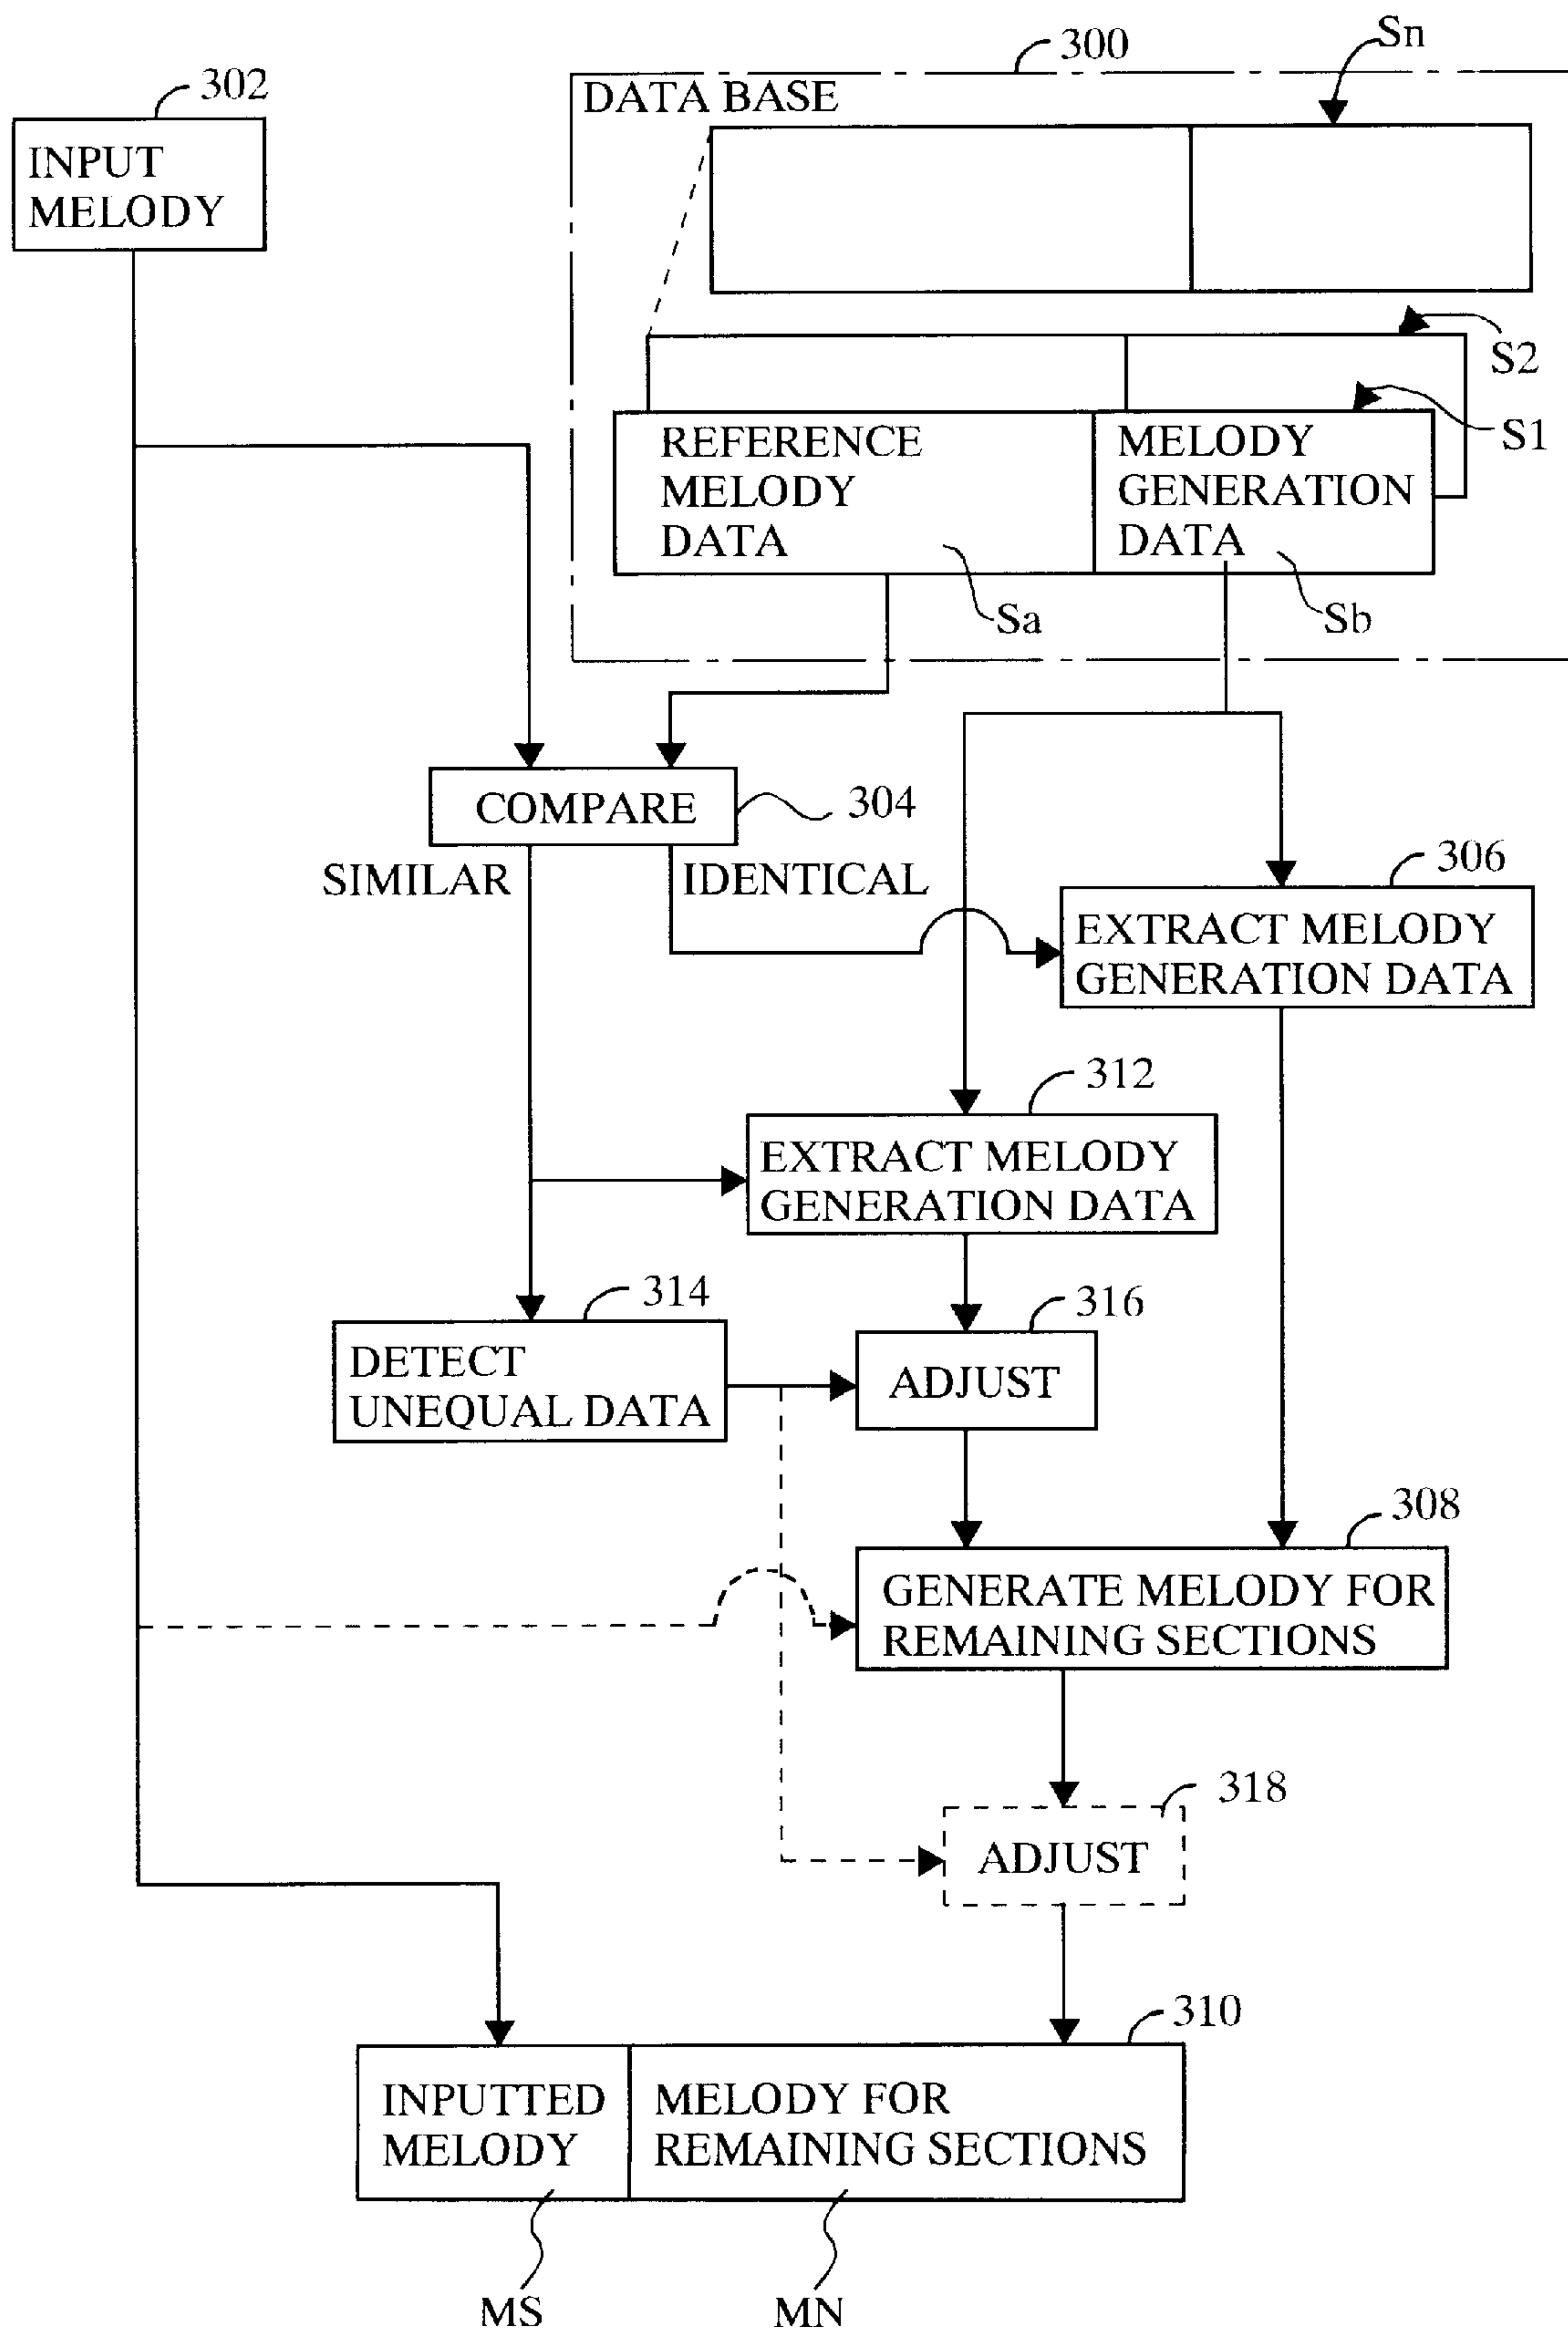 300
Sn
302
DATA BASE
INPUT
MELODY
S2
S1
REFERENCE
MELODY
DATA
MELODY
GENERATION
DATA
Sa
Sb
COMPARE
304
SIMILAR
IDENTICAL
306
EXTRACT MELODY
GENERATION DATA
312
EXTRACT MELODY
GENERATION DATA
314
316
DETECT
UNEQUAL DATA
ADJUST
308
GENERATE MELODY FOR
REMAINING SECTIONS
318
ADJUST
310
INPUTTED
MELODY
MELODY FOR
REMAINING SECTIONS
MS
MN